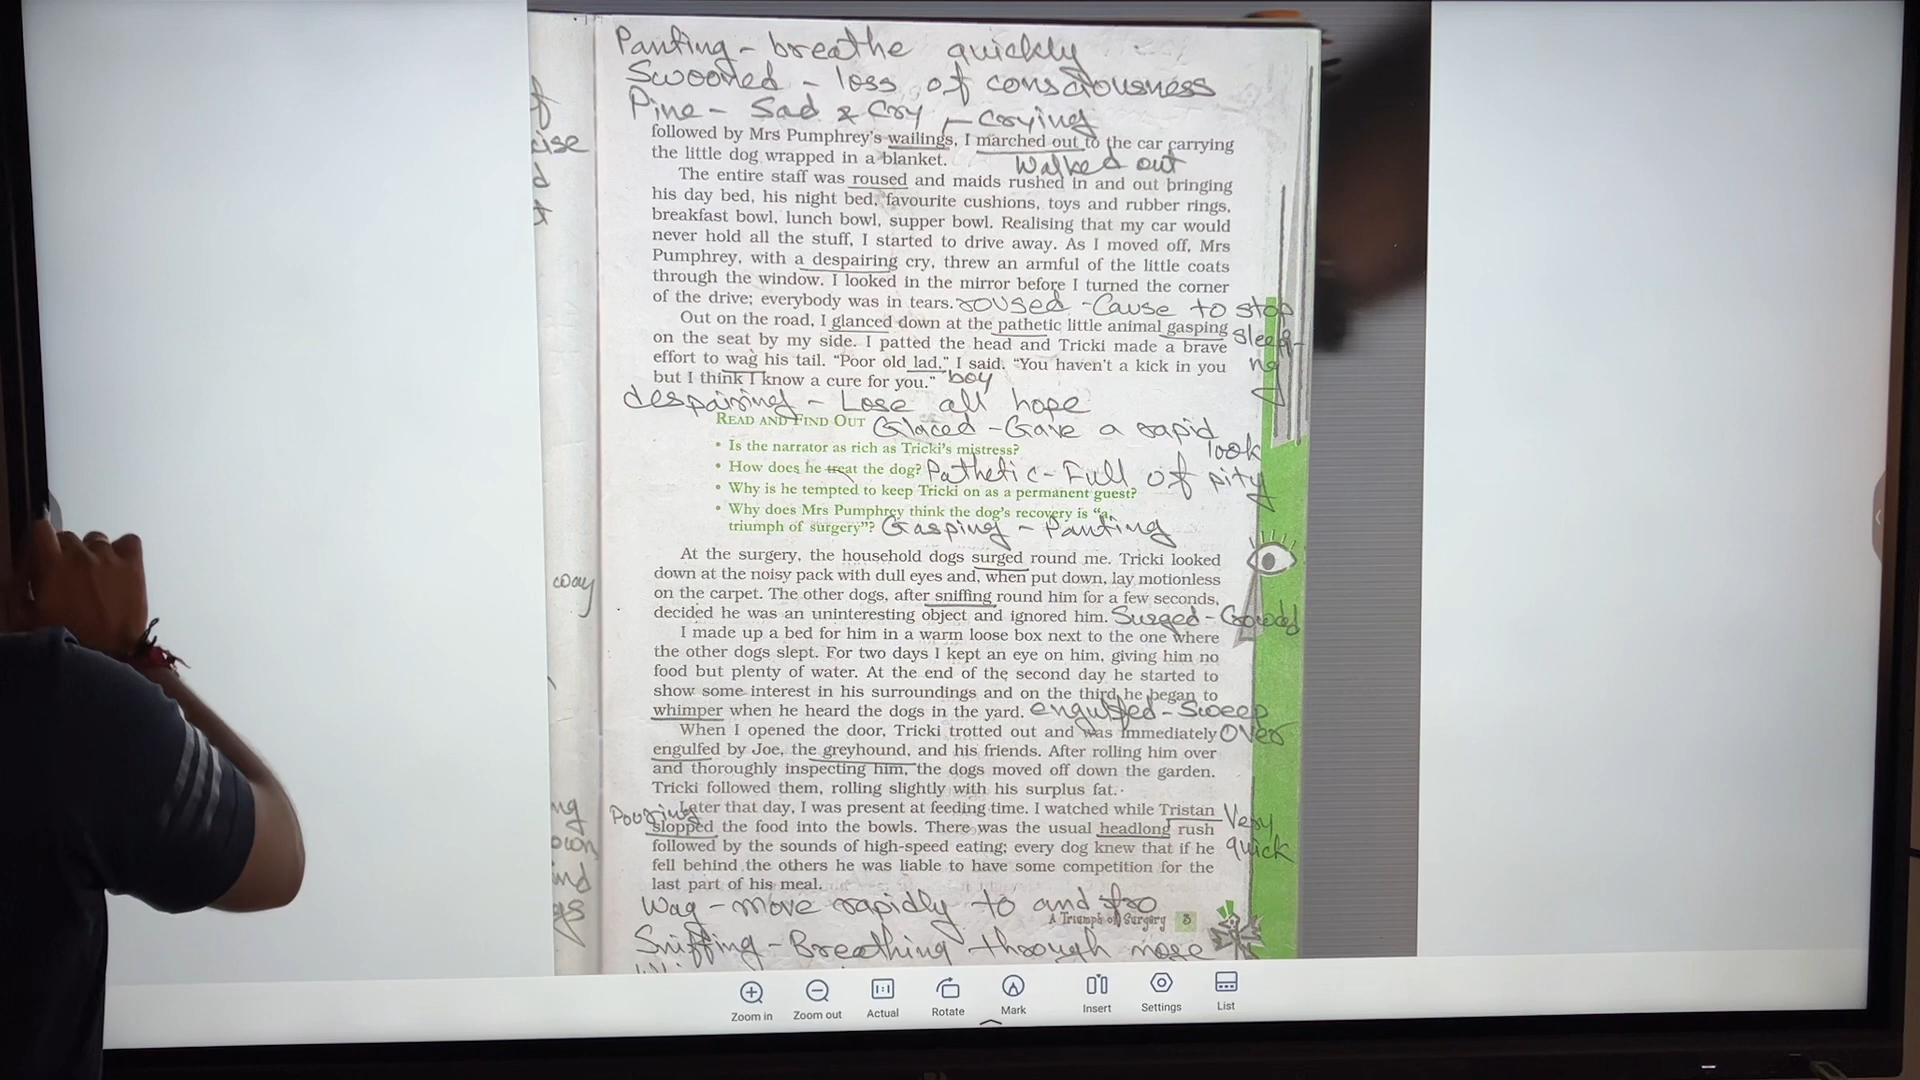 Panting - breathe quickly
Swooned - loss of consciousness
Pine - Sad & Cry
crying
followed by Mrs Pumphrey's wailings, I marched out to the car carrying
the little dog wrapped in a blanket.
Walked out
The entire staff was roused and maids rushed in and out bringing
his day bed, his night bed, favourite cushions, toys and rubber rings,
breakfast bowl, lunch bowl, supper bowl. Realising that my car would
never hold all the stuff, I started to drive away. As I moved off, Mrs
Pumphrey, with a despairing cry, threw an armful of the little coats
through the window. I looked in the mirror before I turned the corner
of the drive; everybody was in tears. roused - Cause to stop
sleepi-
ng
Out on the road, I glanced down at the pathetic little animal gasping
on the seat by my side. I patted the head and Tricki made a brave
effort to wag his tail. “Poor old lad,” I said. “You haven't a kick in you
but I think I know a cure for you.” boy
despairing - Lose all hope
READ AND FIND OUT
Glaced - Gave a rapid
look
• Is the narrator as rich as Tricki's mistress?
• How does he treat the dog? Pathetic - Full of pity
• Why is he tempted to keep Tricki on as a permanent guest?
• Why does Mrs Pumphrey think the dog's recovery is “a
triumph of surgery”? Gasping - Panting
At the surgery, the household dogs surged round me. Tricki looked
down at the noisy pack with dull eyes and, when put down, lay motionless
on the carpet. The other dogs, after sniffing round him for a few seconds,
decided he was an uninteresting object and ignored him. Surged -
I made up a bed for him in a warm loose box next to the one where
the other dogs slept. For two days I kept an eye on him, giving him no
food but plenty of water. At the end of the second day he started to
show some interest in his surroundings and on the third he began to
whimper when he heard the dogs in the yard. engulfed - Sweep
over
When I opened the door, Tricki trotted out and was immediately
engulfed by Joe, the greyhound, and his friends. After rolling him over
and thoroughly inspecting him, the dogs moved off down the garden.
Tricki followed them, rolling slightly with his surplus fat.
Pouring
Later that day, I was present at feeding time. I watched while Tristan
Very
slopped the food into the bowls. There was the usual headlong rush
quick
followed by the sounds of high-speed eating; every dog knew that if he
fell behind the others he was liable to have some competition for the
last part of his meal.
Wag - move rapidly to and fro
A Triumph of Surgery 3
Sniffing - Breathing through nose
Zoom in
Zoom out
Actual
Rotate
Mark
Insert
Settings
List